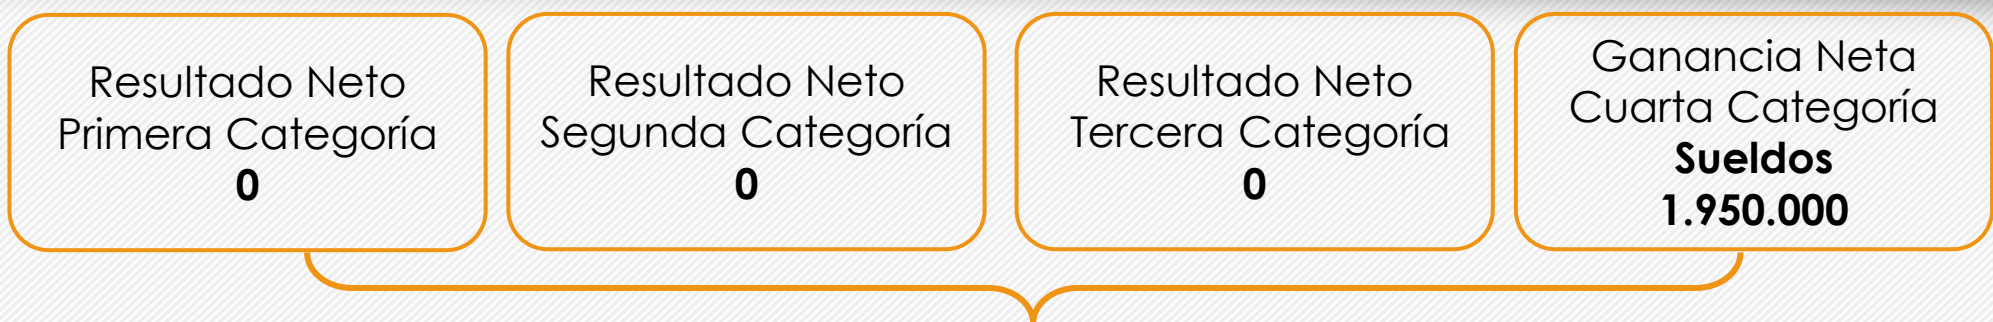 Resultado Neto
Primera Categoría
0
Resultado Neto
Segunda Categoría
0
Resultado Neto
Tercera Categoría
0
Ganancia Neta
Cuarta Categoría
Sueldos
1.950.000